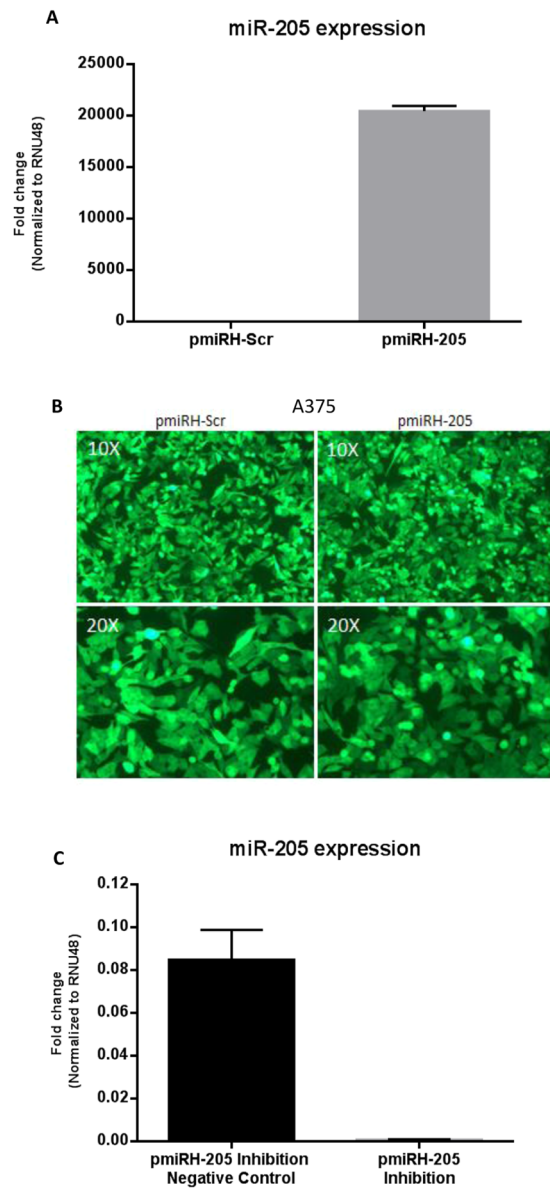 A
miR-205 expression
Fold change
(Normalized to RNU48)
25000
20000
15000
10000
5000
0
pmiRH-Scr
pmiRH-205
B
A375
pmiRH-Scr
pmiRH-205
10X
10X
20X
20X
C
miR-205 expression
Fold change
(Normalized to RNU48)
0.12
0.10
0.08
0.06
0.04
0.02
0.00
pmiRH-205 Inhibition
Negative Control
pmiRH-205
Inhibition